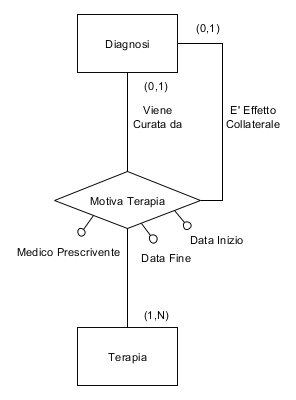 (0,1)
Diagnosi
(0,1)
Viene
Curata da
E' Effetto
Collaterale
Motiva Terapia
Medico Prescrivente
Data Fine
Data Inizio
(1,N)
Terapia